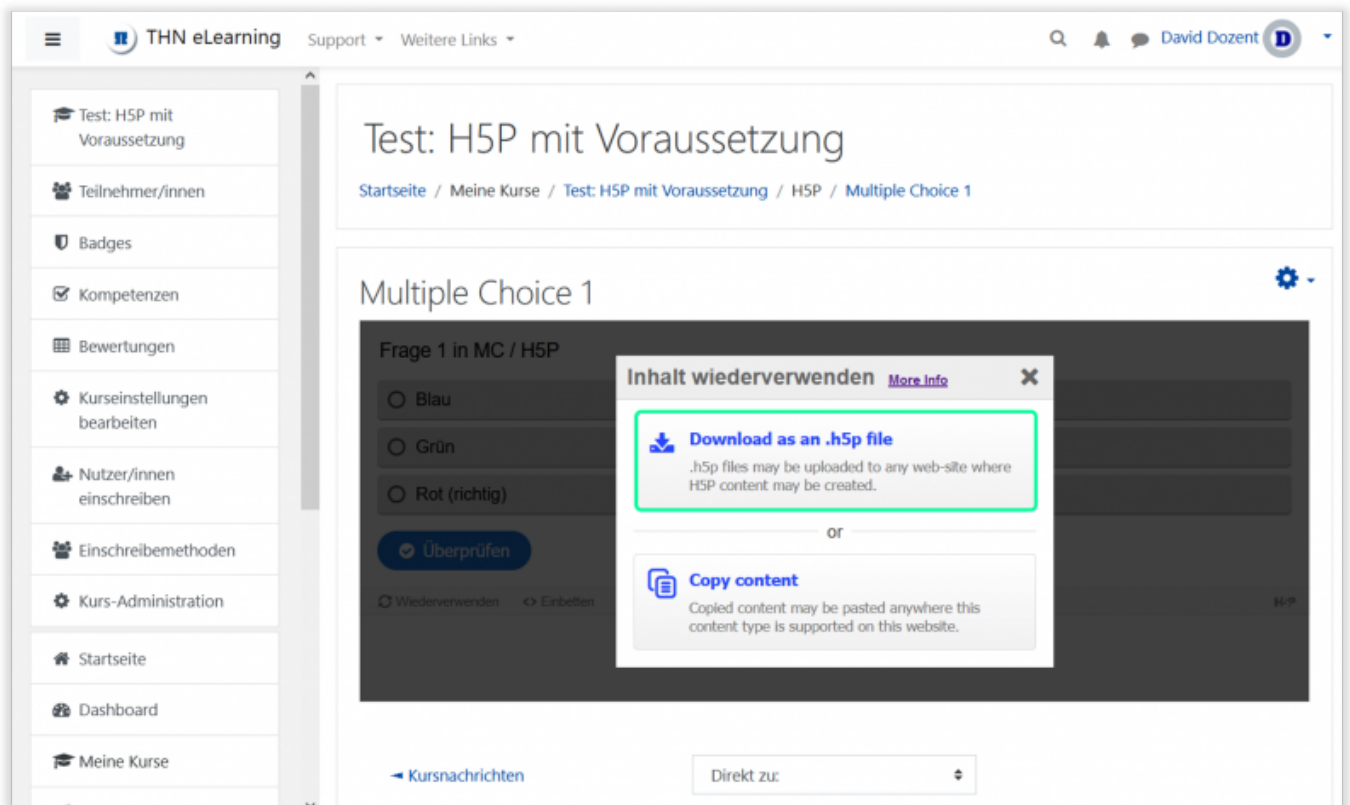 THN eLearning Support Weitere Links David Dozent D
Test: H5P mit
Voraussetzung
Teilnehmer/innen
Badges
Kompetenzen
Bewertungen
Kurseinstellungen
bearbeiten
Nutzer/innen
einschreiben
Einschreibemethoden
Kurs-Administration
Startseite
Dashboard
Meine Kurse
Test: H5P mit Voraussetzung
Startseite / Meine Kurse / Test: H5P mit Voraussetzung / H5P / Multiple Choice 1
Multiple Choice 1
Frage 1 in MC / H5P
Blau
Grün
Rot (richtig)
Überprüfen
Wiederverwenden <> Einbetten
H5P
Inhalt wiederverwenden More Info
Download as an .h5p file
.h5p files may be uploaded to any web-site where
H5P content may be created.
or
Copy content
Copied content may be pasted anywhere this
content type is supported on this website.
◄ Kursnachrichten
Direkt zu: